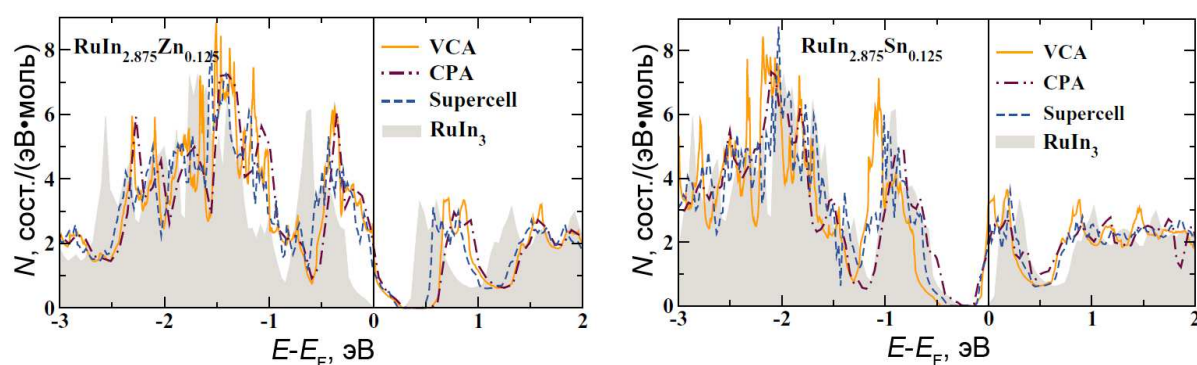 N, сост./(эВ•моль)
RuIn2.875Zn0.125
VCA
CPA
Supercell
RuIn3
8
6
4
2
0
-3 -2 -1 0 1 2
E-EF, эВ
N, сост./(эВ•моль)
RuIn2.875Sn0.125
VCA
CPA
Supercell
RuIn3
8
6
4
2
0
-3 -2 -1 0 1 2
E-EF, эВ